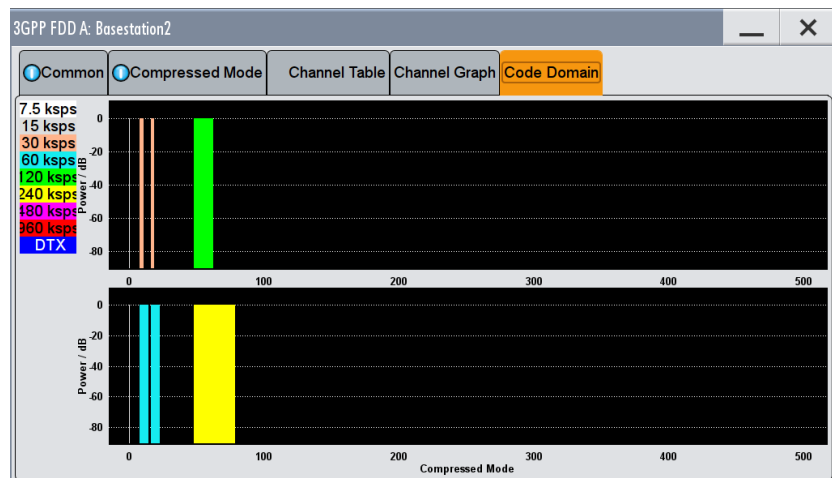 3GPP FDD A: Basestation2
Common Compressed Mode Channel Table Channel Graph Code Domain
7.5 ksps
15 ksps
30 ksps
60 ksps
120 ksps
240 ksps
480 ksps
960 ksps
DTX
Power / dB
0
-20
-40
-60
-80
0 100 200 300 400 500
Power / dB
0
-20
-40
-60
-80
0 100 200 300 400 500
Compressed Mode